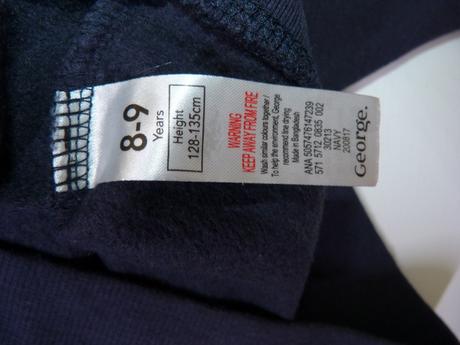 8-9
Years
Height
128-135cm
WARNING
KEEP AWAY FROM FIRE
Wash similar colours together /
To help the environment, George
recommend line drying
Made in Bangladesh
ANA 5057476147239
571 5712 0835 002
30213
NAVY
200817
George.